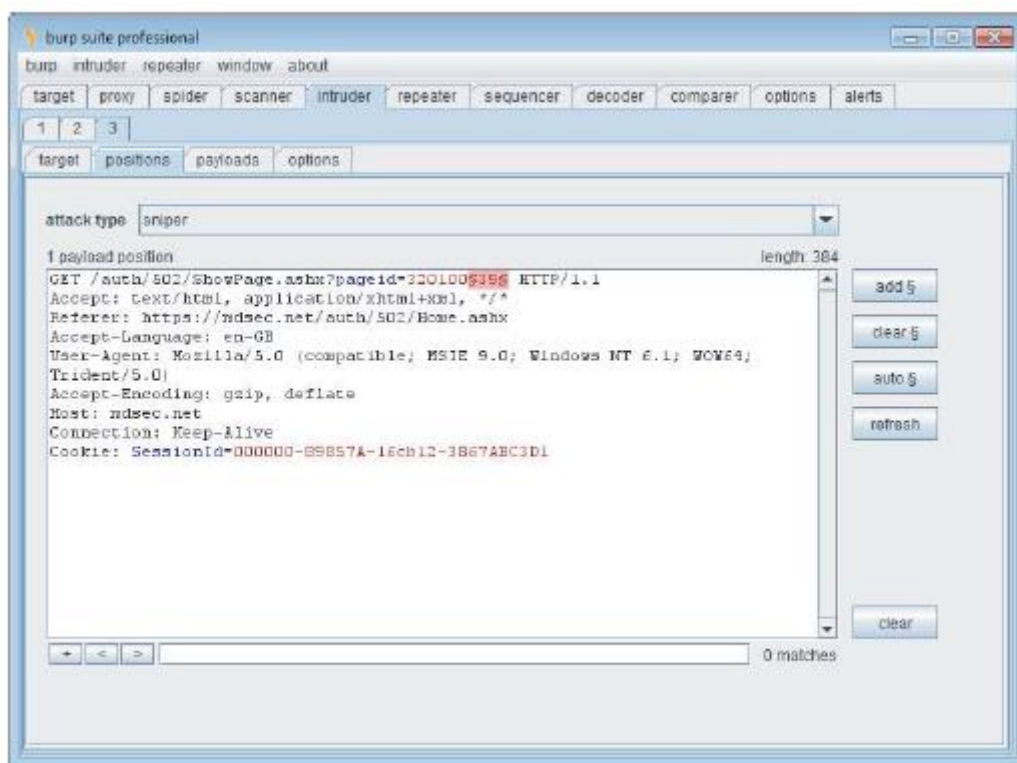 burp suite professional
burp intruder repeater window about
target proxy spider scanner intruder repeater sequencer decoder comparer options alerts
1 2 3
target positions payloads options
attack type sniper
1 payload position length: 384
GET /auth/502/ShowPage.ashx?pageid=320100§39§ HTTP/1.1
Accept: text/html, application/xhtml+xml, */*
Referer: https://mdsec.net/auth/502/Home.ashx
Accept-Language: en-GB
User-Agent: Mozilla/5.0 (compatible; MSIE 9.0; Windows NT 6.1; WOW64;
Trident/5.0)
Accept-Encoding: gzip, deflate
Host: mdsec.net
Connection: Keep-Alive
Cookie: SessionId=
add §
clear §
auto §
refresh
clear
+ < > 0 matches